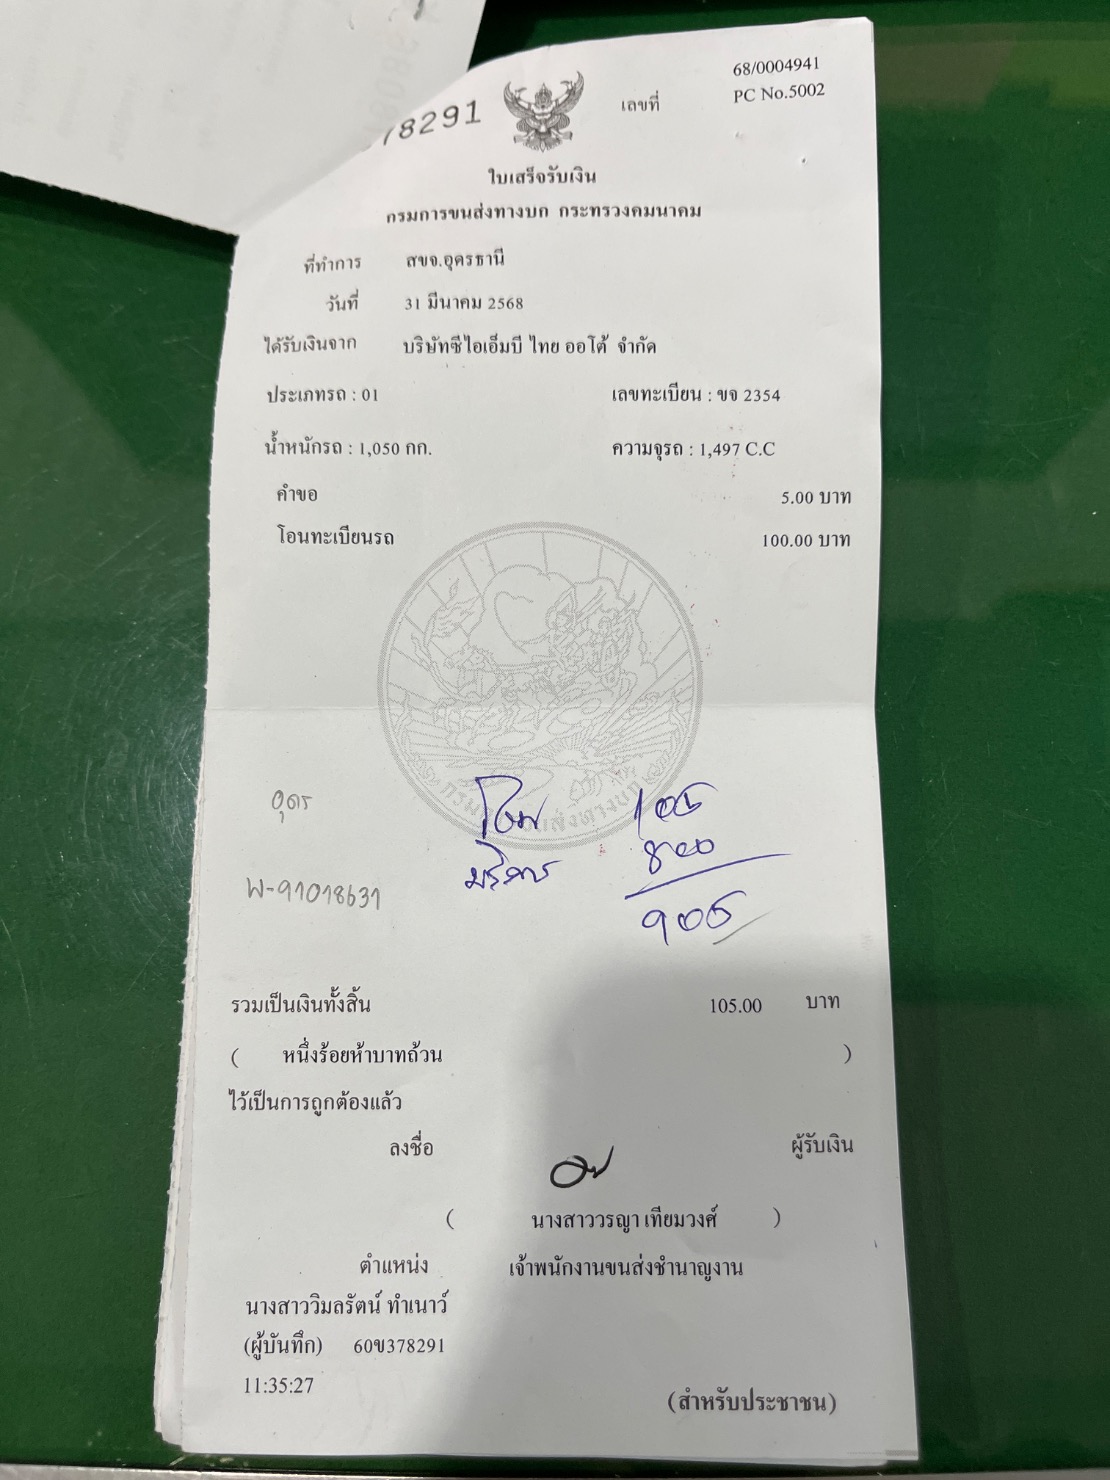 78291
เลขที่ 68/0004941
PC No.5002
ใบเสร็จรับเงิน
กรมการขนส่งทางบก กระทรวงคมนาคม
ที่ทำการ สขจ.อุดรธานี
วันที่ 31 มีนาคม 2568
ได้รับเงินจาก บริษัทซีไอเอ็มบี ไทย ออโต้ จำกัด
ประเภทรถ : 01 เลขทะเบียน : ขจ 2354
น้ำหนักรถ : 1,050 กก. ความจุรถ : 1,497 C.C
คำขอ 5.00 บาท
โอนทะเบียนรถ 100.00 บาท
อุดร โอน 105
บริการ ๘๐๐
พ-91018631 ๙๐๕
รวมเป็นเงินทั้งสิ้น 105.00 บาท
( หนึ่งร้อยห้าบาทถ้วน )
ไว้เป็นการถูกต้องแล้ว
ลงชื่อ ผู้รับเงิน
( นางสาววรญา เทียมวงศ์ )
ตำแหน่ง เจ้าพนักงานขนส่งชำนาญงาน
นางสาววิมลรัตน์ ทำเนาว์
(ผู้บันทึก) 60ข378291
11:35:27
(สำหรับประชาชน)